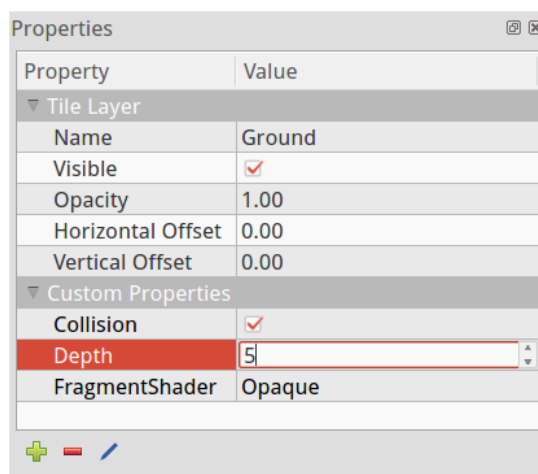 Properties
Property Value
Tile Layer
Name Ground
Visible
Opacity 1.00
Horizontal Offset 0.00
Vertical Offset 0.00
Custom Properties
Collision
Depth 5
FragmentShader Opaque